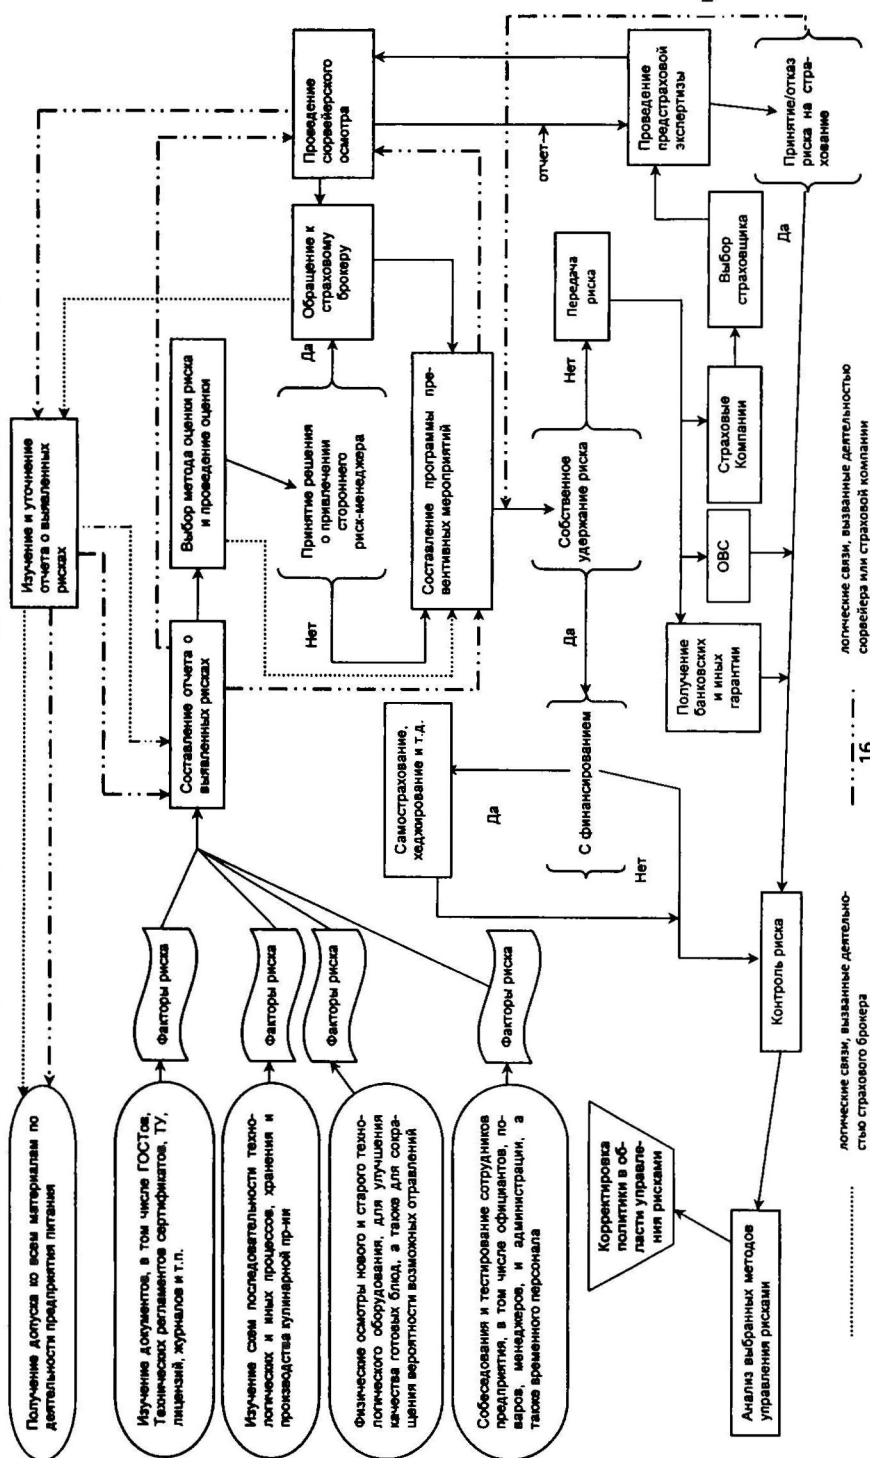 Получение допуска ко всем материалам по
деятельности предприятия питания
Изучение документов, в том числе ГОСТов,
Технических регламентов сертификатов, ТУ,
лицензий, журналов и т.п.
Изучение схем последовательности техно-
логических и иных процессов, хранения и
производства кулинарной пр-ии
Физические осмотры нового и старого техно-
логического оборудования, для улучшения
качества готовых блюд, а также для сокра-
щения вероятности возможных отравлений
Собеседования и тестирование сотрудников
предприятия, в том числе официантов, по-
варов, менеджеров, и администрации, а
также временного персонала
Факторы риска
Факторы риска
Факторы риска
Факторы риска
Изучение и уточнение
отчета о выявленных
рисках
Составление отчета о
выявленных рисках
Выбор метода оценки риска
и проведение оценки
Принятие решения
о привлечении
стороннего
риск-менеджера
Нет
Да
Обращение к
страховому
брокеру
Проведение
сюрвейерского
осмотра
Составление программы пре-
вентивных мероприятий
отчет
Проведение
предстраховой
экспертизы
Принятие/отказ
риска на стра-
хование
Да
Собственное
удержание риска
Да
Нет
Передача
риска
Выбор
страховщика
Страховые
Компании
ОВС
Получение
банковских
и иных
гарантии
С финансированием
Да
Нет
Самострахование,
хеджирование и т.д.
Контроль риска
Анализ выбранных методов
управления рисками
Корректировка
политики в об-
ласти управле-
ния рисками
логические связи, вызванные деятельно-
стью страхового брокера
логические связи, вызванные деятельностью
сюрвейера или страховой компании
16